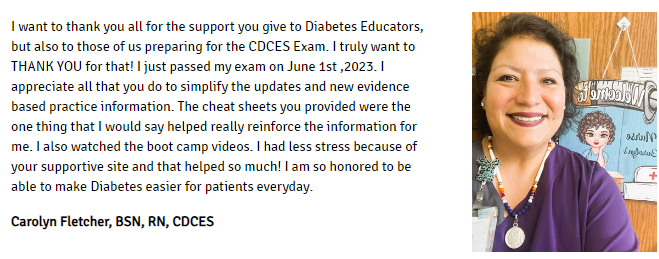 I want to thank you all for the support you give to Diabetes Educators,
but also to those of us preparing for the CDCES Exam. I truly want to
THANK YOU for that! I just passed my exam on June 1st ,2023. I
appreciate all that you do to simplify the updates and new evidence
based practice information. The cheat sheets you provided were the
one thing that I would say helped really reinforce the information for
me. I also watched the boot camp videos. I had less stress because of
your supportive site and that helped so much! I am so honored to be
able to make Diabetes easier for patients everyday.
Carolyn Fletcher, BSN, RN, CDCES
Welcome to
Nurse
Carolyn's